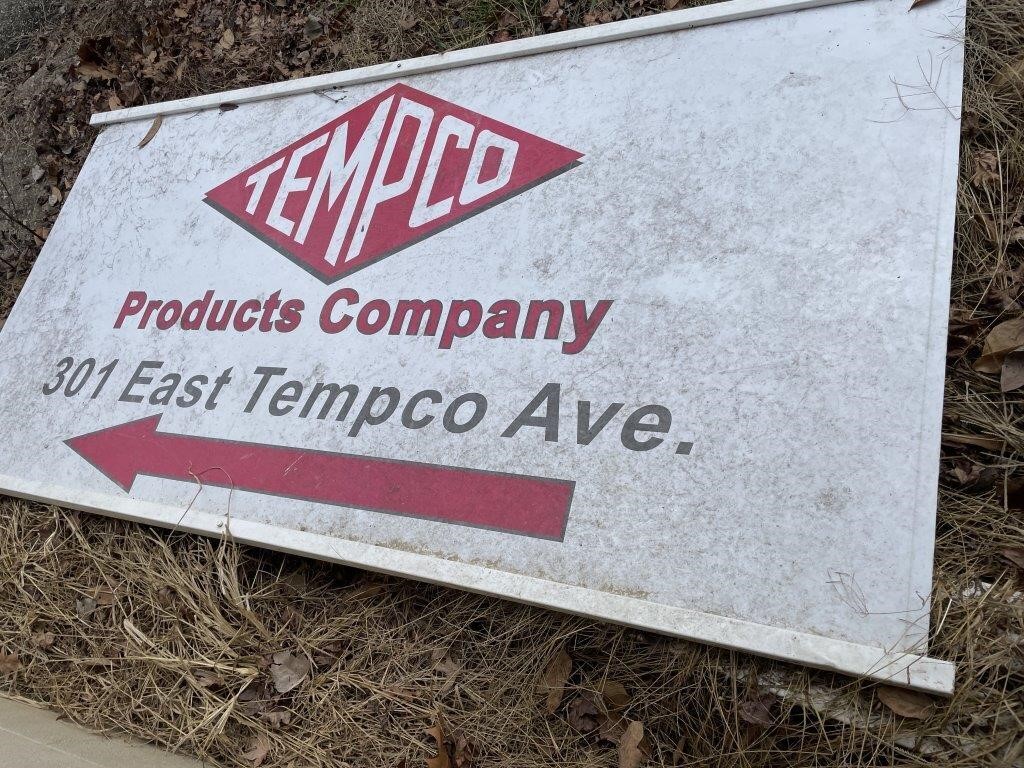 TEMPCO
Products Company
301 East Tempco Ave.